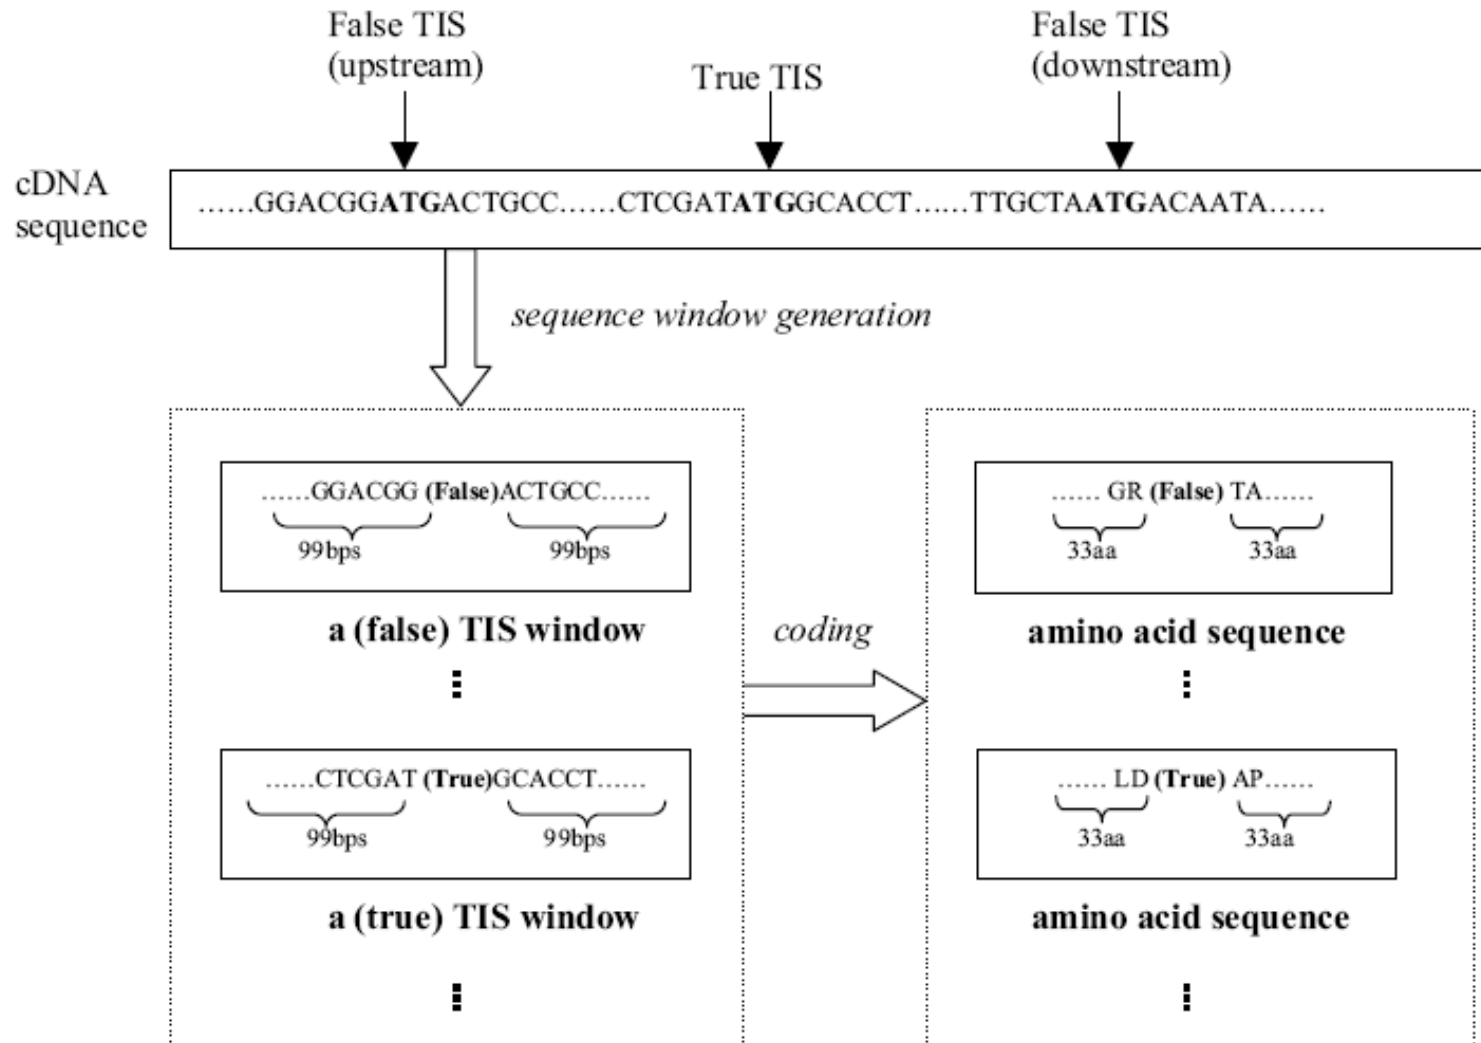 False TIS
(upstream)
True TIS
False TIS
(downstream)
cDNA
sequence
......GGACGGATGACTGCC......CTCGATATGGCACCT......TTGCTAATGACAATA......
sequence window generation
......GGACGG (False)ACTGCC......
99bps 99bps
a (false) TIS window
...... GR (False) TA......
33aa 33aa
amino acid sequence
coding
......CTCGAT (True)GCACCT......
99bps 99bps
a (true) TIS window
...... LD (True) AP......
33aa 33aa
amino acid sequence